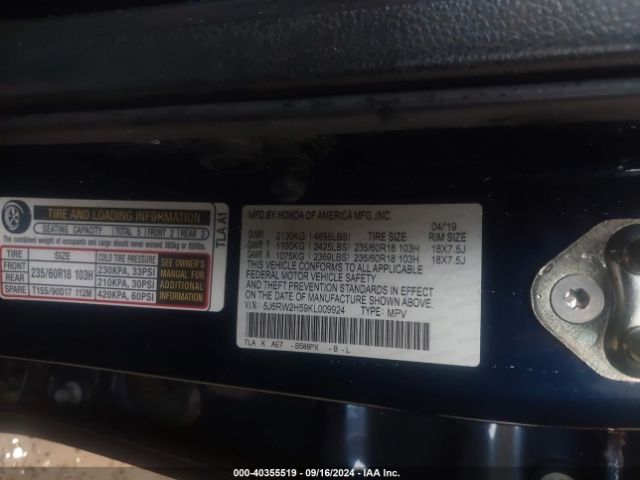 TIRE AND LOADING INFORMATION
SEATING CAPACITY TOTAL 5 FRONT 2 REAR 3
The combined weight of occupants and cargo should never exceed 385kg or 850lbs.
TIRE SIZE COLD TIRE PRESSURE
FRONT 235/60R18 103H 230KPA, 33PSI
REAR 210KPA, 30PSI
SPARE T155/90D17 112M 420KPA, 60PSI
SEE OWNER'S MANUAL FOR ADDITIONAL INFORMATION
TLA A1
MFD.BY HONDA OF AMERICA MFG.,INC. 04/19
GVWR 2130KG (4695LBS) TIRE SIZE RIM SIZE
GAWR F 1100KG (2425LBS) 235/60R18 103H 18X7.5J
GAWR R 1075KG (2369LBS) 235/60R18 103H 18X7.5J
THIS VEHICLE CONFORMS TO ALL APPLICABLE
FEDERAL MOTOR VEHICLE SAFETY, BUMPER,
AND THEFT PREVENTION STANDARDS IN EFFECT
ON THE DATE OF MANUFACTURE SHOWN ABOVE.
V.I.N.: 5J6RW2H59KL009924 TYPE: MPV
TLA K AE7 - B588PX - B - L
000-40355519 - 09/16/2024 - IAA Inc.